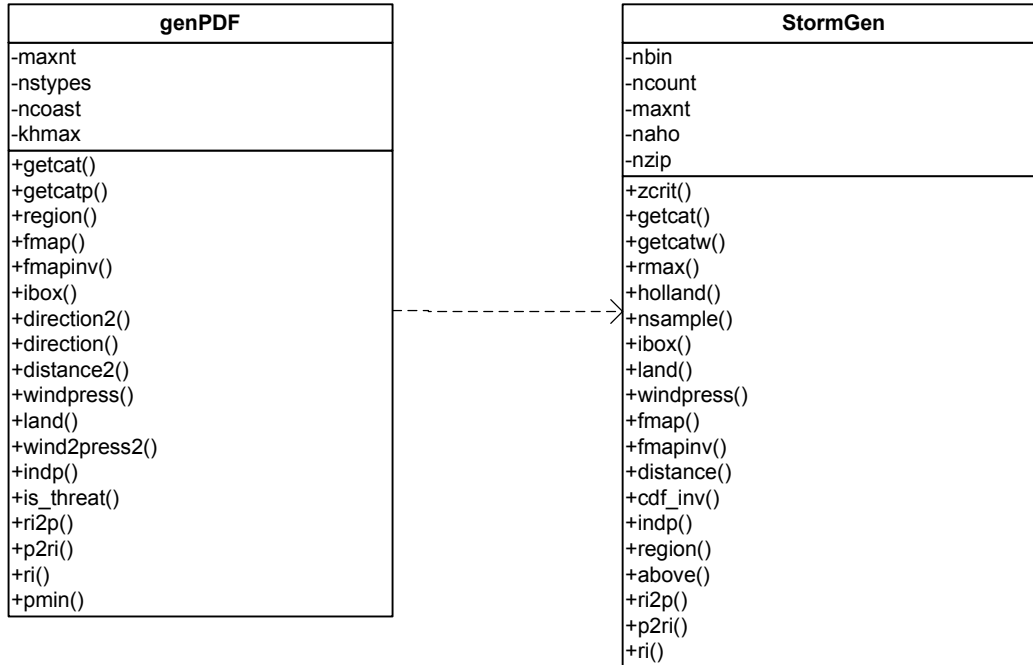 genPDF
-maxnt
-nstypes
-ncoast
-khmax
+getcat()
+getcatp()
+region()
+fmap()
+fmapinv()
+ibox()
+direction2()
+direction()
+distance2()
+windpress()
+land()
+wind2press2()
+indp()
+is_threat()
+ri2p()
+p2ri()
+ri()
+pmin()
StormGen
-nbin
-ncount
-maxnt
-naho
-nzip
+zcrit()
+getcat()
+getcatw()
+rmax()
+holland()
+nsample()
+ibox()
+land()
+windpress()
+fmap()
+fmapinv()
+distance()
+cdf_inv()
+indp()
+region()
+above()
+ri2p()
+p2ri()
+ri()